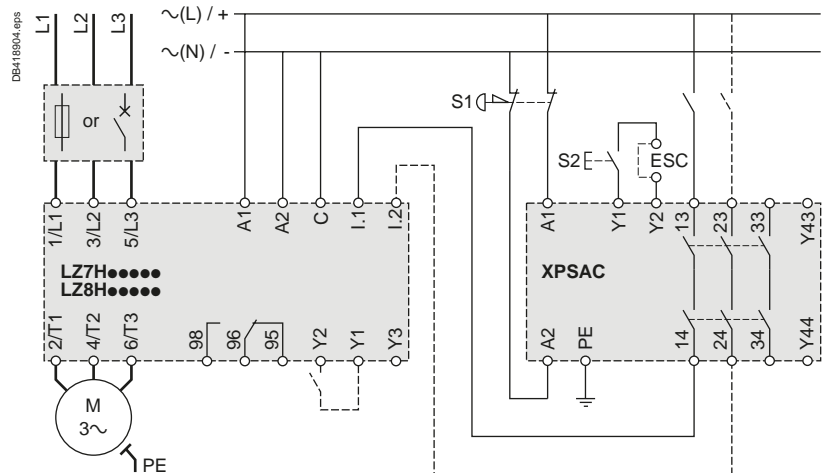 DB418904.eps
L1
L2
L3
~(L) / +
~(N) / -
or
S1
S2
ESC
1/L1
3/L2
5/L3
A1
A2
C
I.1
I.2
A1
Y1
Y2
13
23
33
Y43
LZ7H●●●●●
LZ8H●●●●●
XPSAC
2/T1
4/T2
6/T3
98
96
95
Y2
Y1
Y3
A2
PE
14
24
34
Y44
M
3~
PE